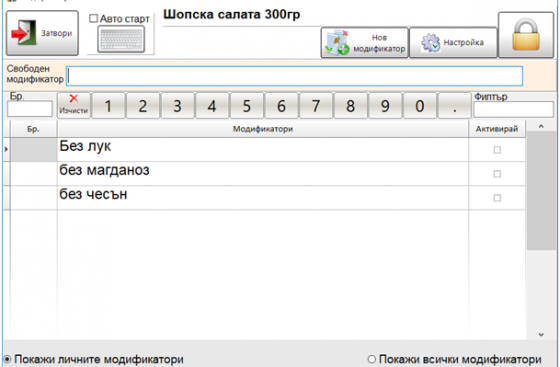 Затвори
Авто старт
Шопска салата 300гр
Нов модификатор
Настройка
Свободен
модификатор
Бр.
Изчисти
1 2 3 4 5 6 7 8 9 0 .
Филтър
Бр. Модификатори Активирай
Без лук
без магданоз
без чесън
Покажи личните модификатори
Покажи всички модификатори